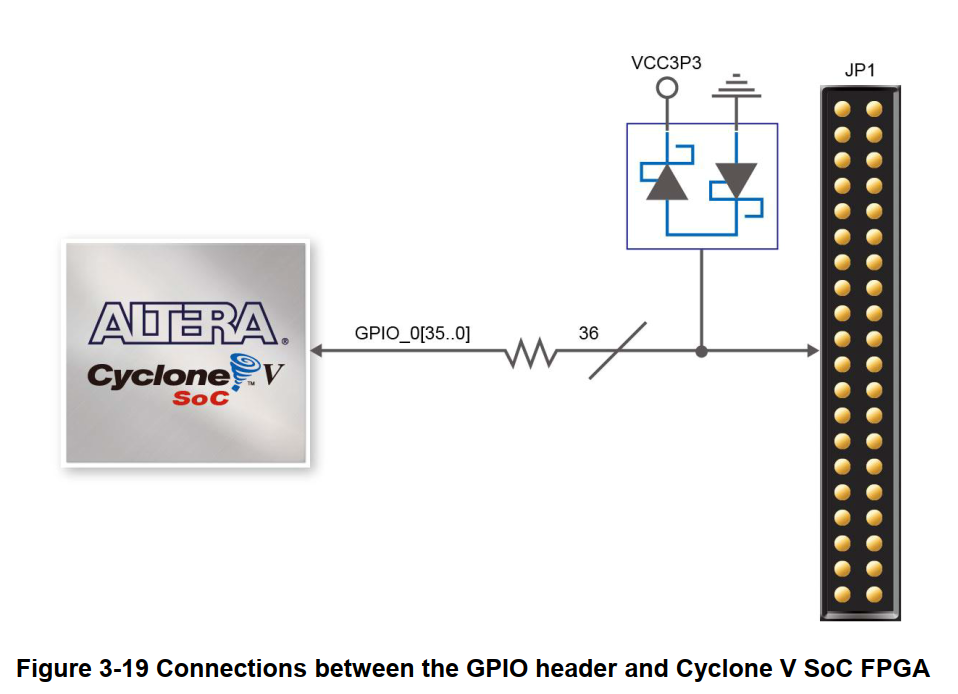 VCC3P3
JP1
GPIO_0[35..0]
36
ALTERA®
Cyclone™ V
SoC
Figure 3-19 Connections between the GPIO header and Cyclone V SoC FPGA